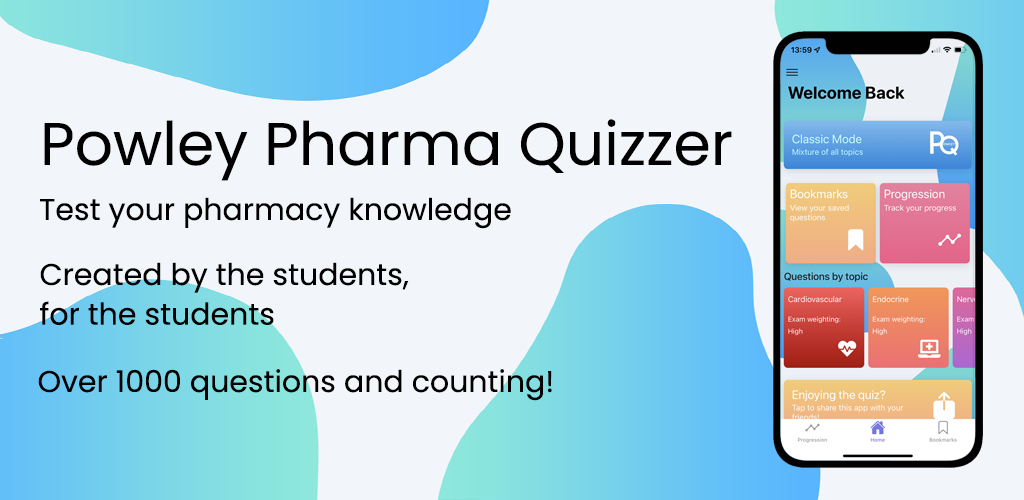 Powley Pharma Quizzer
Test your pharmacy knowledge
Created by the students,
for the students
Over 1000 questions and counting!
13:59
Welcome Back
Classic Mode
Mixture of all topics
PQ
Bookmarks
View your saved
questions
Progression
Track your progress
Questions by topic
Cardiovascular
Exam weighting:
High
Endocrine
Exam weighting:
High
Nerv
Exam
High
Enjoying the quiz?
Tap to share this app with your
friends!
Progression
Home
Bookmarks